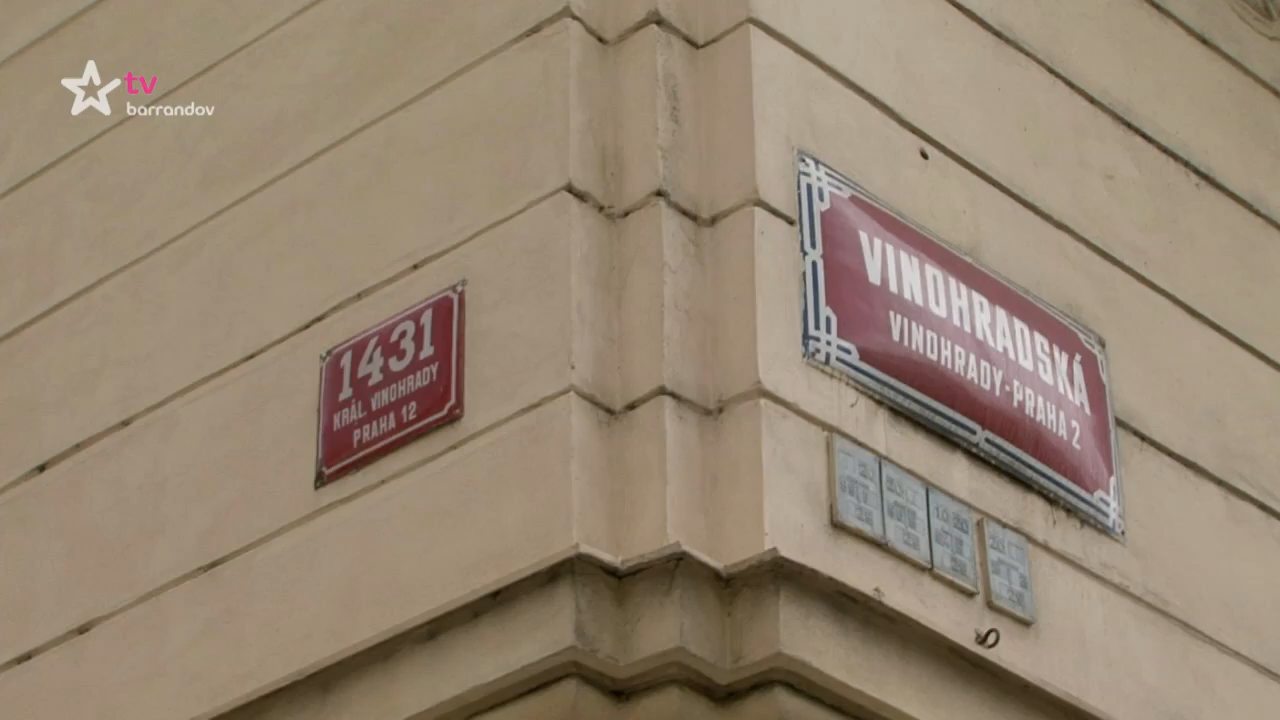 tv
barrandov
1431
KRÁL. VINOHRADY
PRAHA 12
VINOHRADSKÁ
VINOHRADY-PRAHA 2